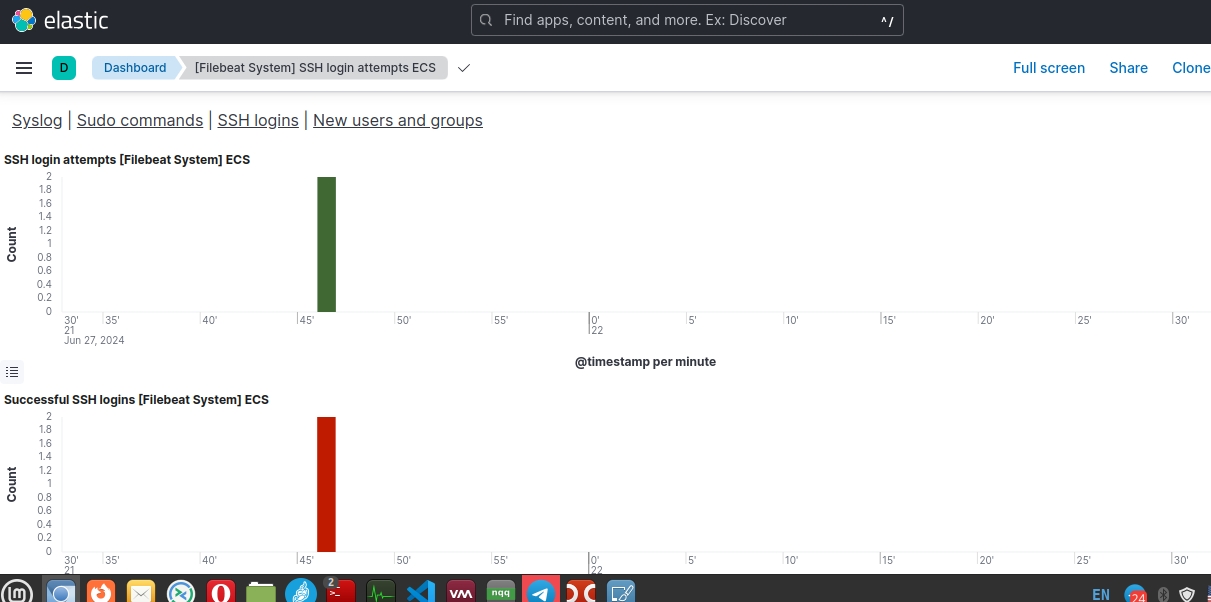 elastic
Find apps, content, and more. Ex: Discover ^/
D Dashboard [Filebeat System] SSH login attempts ECS Full screen Share Clone
Syslog | Sudo commands | SSH logins | New users and groups
SSH login attempts [Filebeat System] ECS
2
1.8
1.6
1.4
1.2
1
0.8
0.6
0.4
0.2
0
Count
30' 35' 40' 45' 50' 55' 0' 5' 10' 15' 20' 25' 30'
21 22
Jun 27, 2024
@timestamp per minute
Successful SSH logins [Filebeat System] ECS
2
1.8
1.6
1.4
1.2
1
0.8
0.6
0.4
0.2
0
Count
30' 35' 40' 45' 50' 55' 0' 5' 10' 15' 20' 25' 30'
21 22
2 >_ vm nqq EN 24